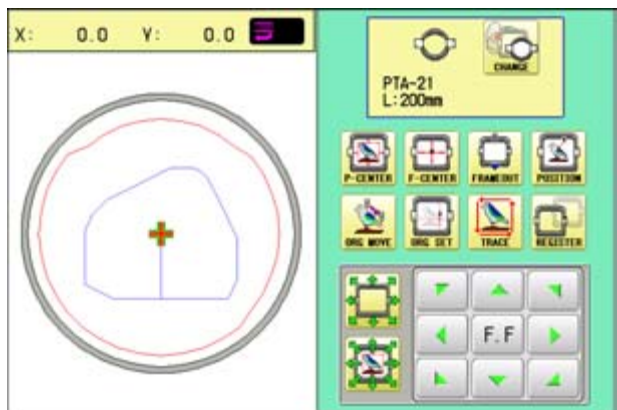 X: 0.0 Y: 0.0
CHANGE
PTA-21
L:200mm
P-CENTER F-CENTER FRAMEOUT POSITION
ORG MOVE ORG SET TRACE REGISTER
F.F